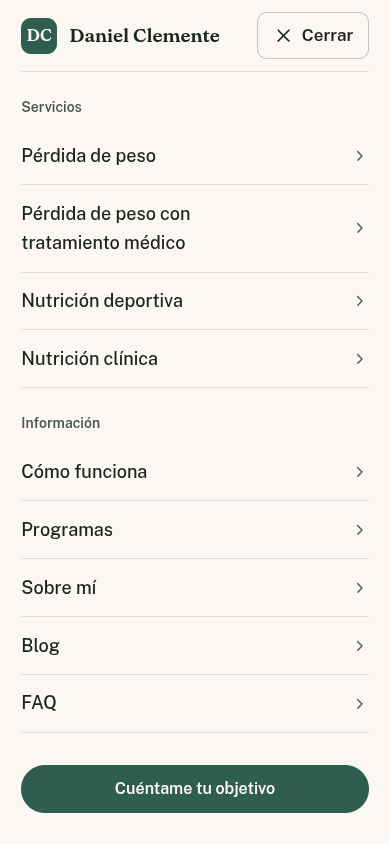 DC
Daniel Clemente
Cerrar
Servicios
Pérdida de peso
Pérdida de peso con
tratamiento médico
Nutrición deportiva
Nutrición clínica
Información
Cómo funciona
Programas
Sobre mí
Blog
FAQ
Cuéntame tu objetivo